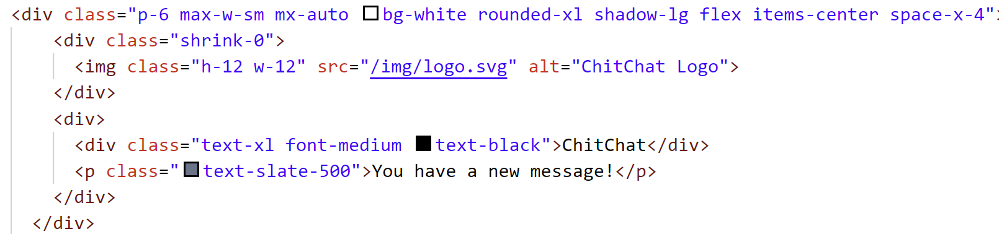 <div class="p-6 max-w-sm mx-auto bg-white rounded-xl shadow-lg flex items-center space-x-4">
<div class="shrink-0">
<img class="h-12 w-12" src="/img/logo.svg" alt="ChitChat Logo">
</div>
<div>
<div class="text-xl font-medium text-black">ChitChat</div>
<p class="text-slate-500">You have a new message!</p>
</div>
</div>